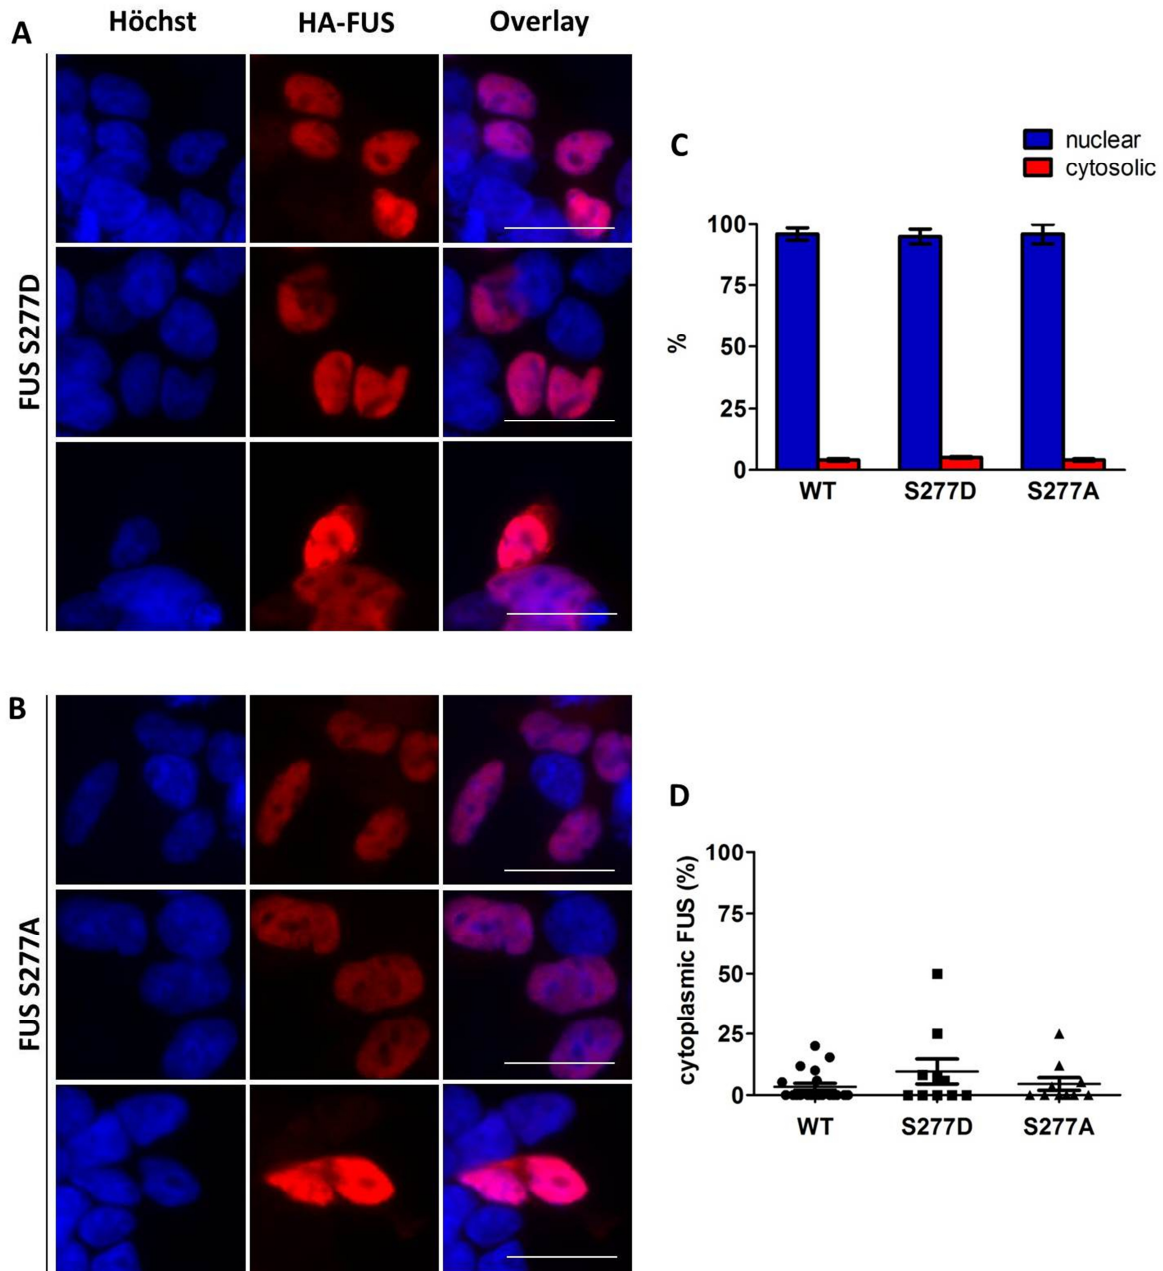 A
Höchst
HA-FUS
Overlay
FUS S277D
B
FUS S277A
C
nuclear
cytosolic
100
75
50
25
0
%
WT
S277D
S277A
D
100
75
50
25
0
cytoplasmic FUS (%)
WT
S277D
S277A